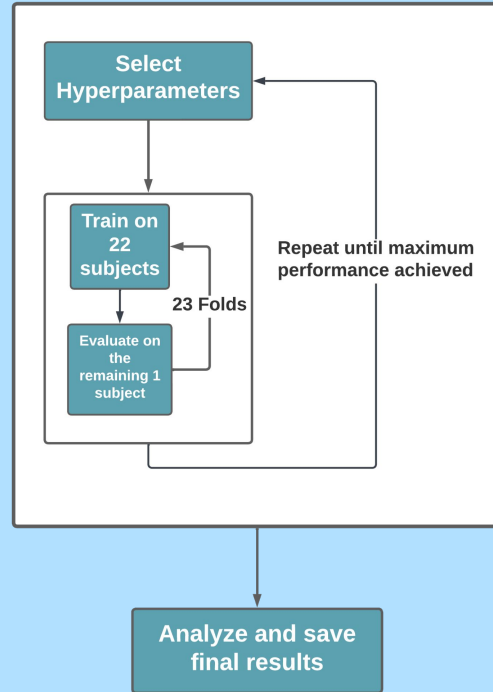 Select
Hyperparameters
Train on
22
subjects
23 Folds
Evaluate on
the
remaining 1
subject
Repeat until maximum
performance achieved
Analyze and save
final results